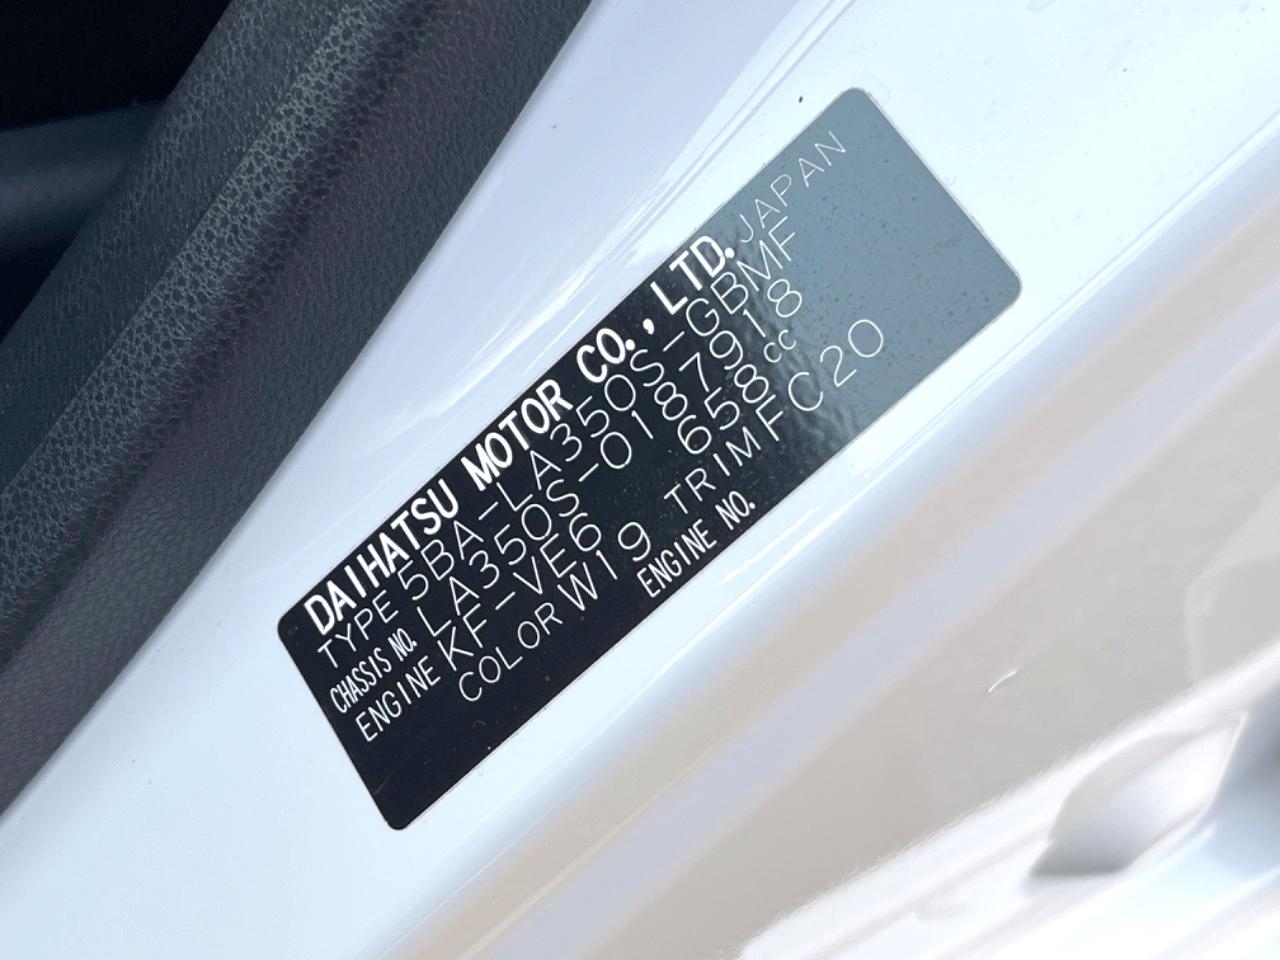 DAIHATSU MOTOR CO., LTD. JAPAN
TYPE 5BA-LA350S-GBMF
CHASSIS NO. LA350S-0187918
ENGINE KF-VE6 658cc
COLOR W19 TRIM FC20
ENGINE NO.